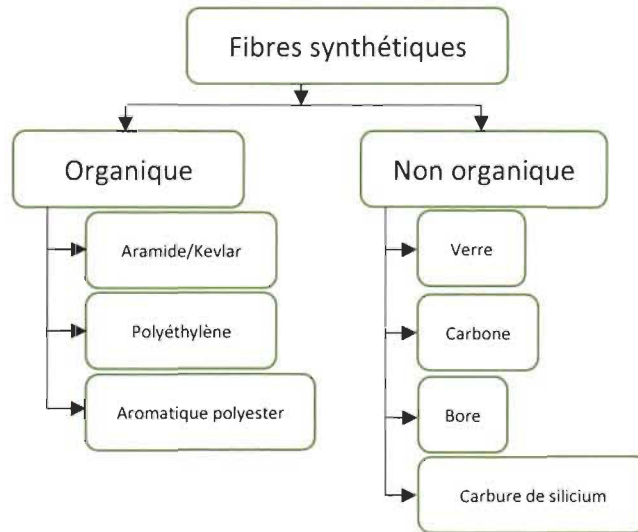 Fibres synthétiques
Organique
Aramide/Kevlar
Polyéthylène
Aromatique polyester
Non organique
Verre
Carbone
Bore
Carbure de silicium